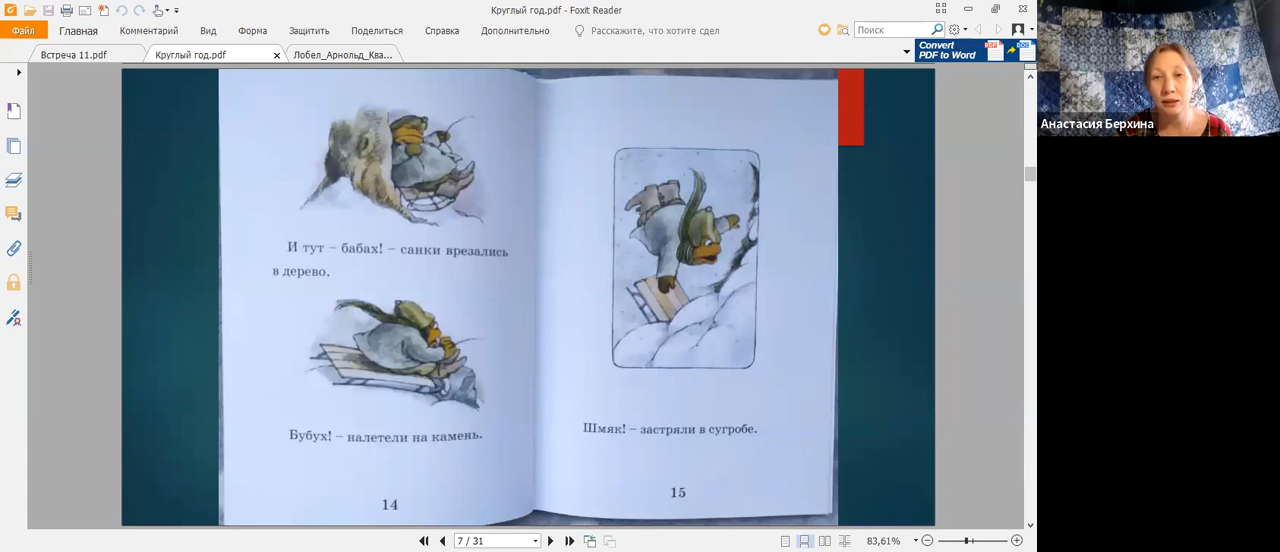 Круглый год.pdf - Foxit Reader
Файл
Главная
Комментарий
Вид
Форма
Защитить
Поделиться
Справка
Дополнительно
Расскажите, что хотите сдел
Поиск
Встреча 11.pdf
Круглый год.pdf
Лобел_Арнольд_Ква...
Convert
PDF to Word
Анастасия Берхина
И тут – бабах! – санки врезались
в дерево.
Бубух! – налетели на камень.
14
Шмяк! – застряли в сугробе.
15
7 / 31
83,61%